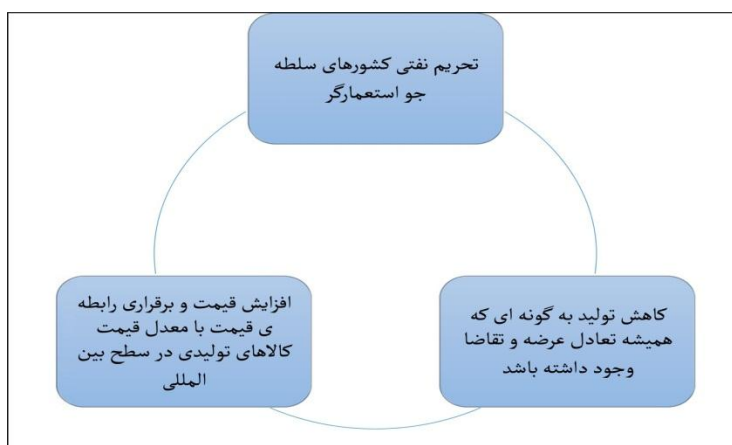 تحریم نفتی کشورهای سلطه
جو استعمارگر
افزایش قیمت و برقراری رابطه
ی قیمت با معدل قیمت
کالاهای تولیدی در سطح بین
المللی
کاهش تولید به گونه ای که
همیشه تعادل عرضه و تقاضا
وجود داشته باشد